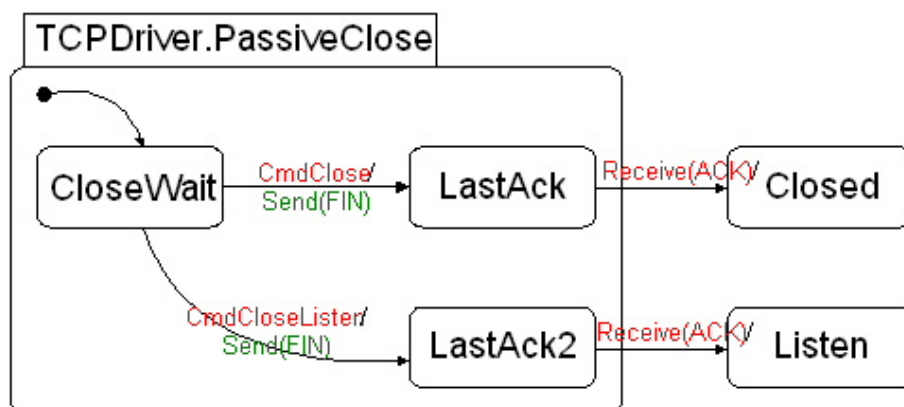 TCPDriver.PassiveClose
CloseWait
CmdClose/
Send(FIN)
LastAck
Receive(ACK)/
Closed
CmdCloseListen/
Send(FIN)
LastAck2
Receive(ACK)/
Listen